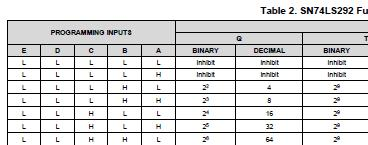 Table 2. SN74LS292 Fu
PROGRAMMING INPUTS Q T
E D C B A BINARY DECIMAL BINARY
L L L L L Inhibit Inhibit Inhibit
L L L L H Inhibit Inhibit Inhibit
L L L H L 2² 4 2⁹
L L L H H 2³ 8 2⁹
L L H L L 2⁴ 16 2⁹
L L H L H 2⁵ 32 2⁹
L L H H L 2⁶ 64 2⁹